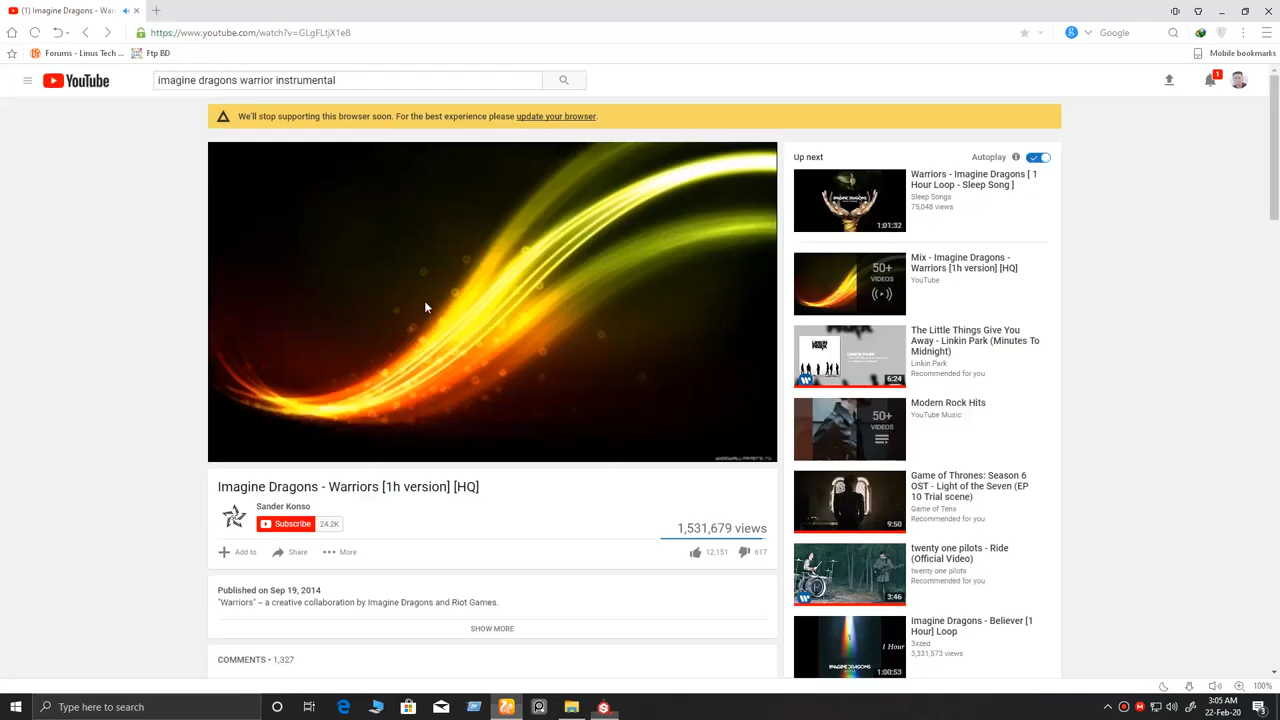 (1) Imagine Dragons - War
https://www.youtube.com/watch?v=GLgFLtjX1e8
Google
Forums - Linus Tech ...
Ftp BD
Mobile bookmarks
YouTube
imagine dragons warrior instrumental
1
We'll stop supporting this browser soon. For the best experience please update your browser.
Up next
Autoplay
Warriors - Imagine Dragons [ 1
Hour Loop - Sleep Song ]
Sleep Songs
75,048 views
IMAGINE DRAGONS
1:01:32
Mix - Imagine Dragons -
Warriors [1h version] [HQ]
YouTube
50+
VIDEOS
The Little Things Give You
Away - Linkin Park (Minutes To
Midnight)
Linkin Park
Recommended for you
6:24
Modern Rock Hits
YouTube Music
50+
VIDEOS
Game of Thrones: Season 6
OST - Light of the Seven (EP
10 Trial scene)
Game of Tens
Recommended for you
9:50
twenty one pilots - Ride
(Official Video)
twenty one pilots
Recommended for you
3:46
Imagine Dragons - Believer [1
Hour] Loop
3xzed
3,331,573 views
1 Hour
IMAGINE DRAGONS
1:00:53
Imagine Dragons - Warriors [1h version] [HQ]
Sander Konso
Subscribe 24.2K
1,531,679 views
Add to
Share
More
12,151
617
Published on Sep 19, 2014
"Warriors" – a creative collaboration by Imagine Dragons and Riot Games.
SHOW MORE
COMMENTS • 1,327
100%
Type here to search
3:05 AM
22-Feb-20